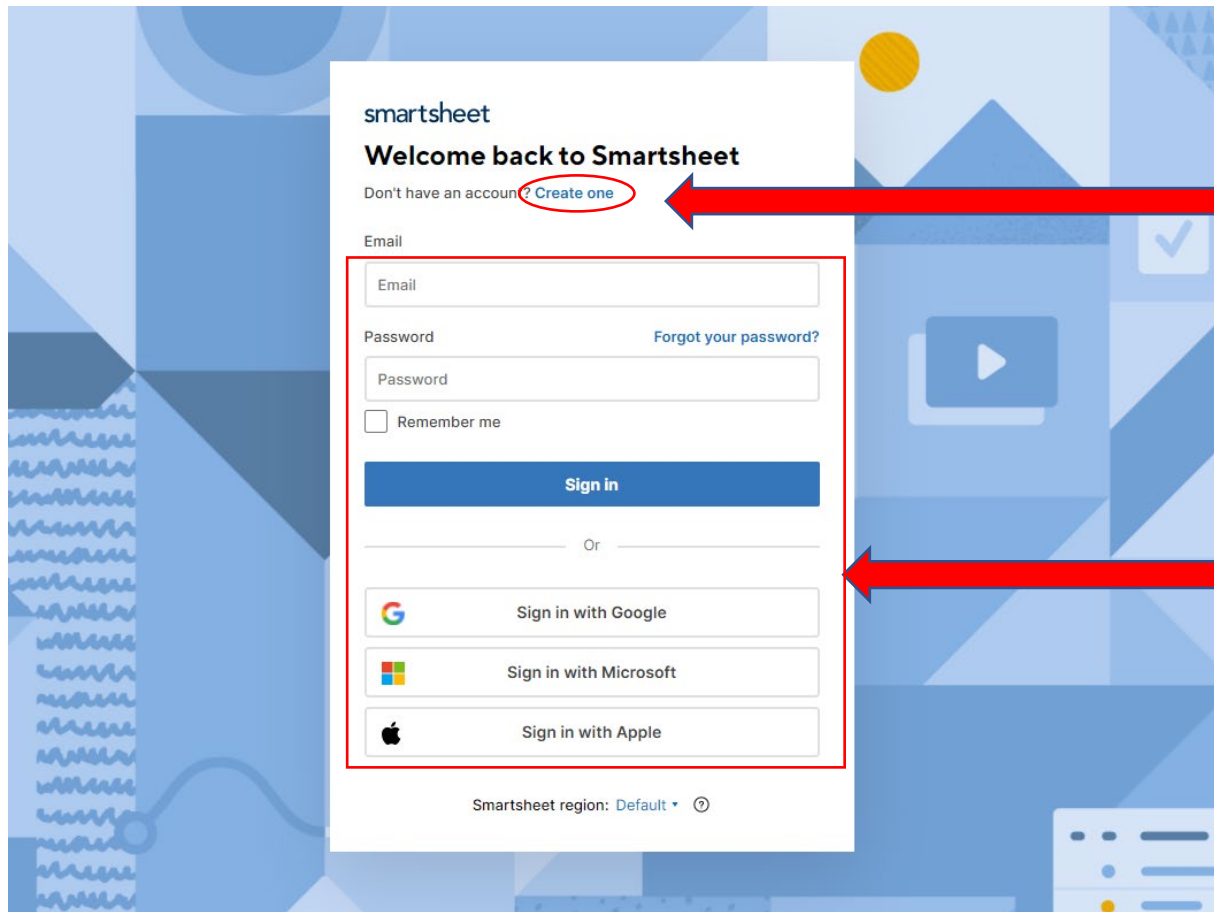 smartsheet
Welcome back to Smartsheet
Don't have an account? Create one
Email
Email
Password Forgot your password?
Password
Remember me
Sign in
Or
Sign in with Google
Sign in with Microsoft
Sign in with Apple
Smartsheet region: Default